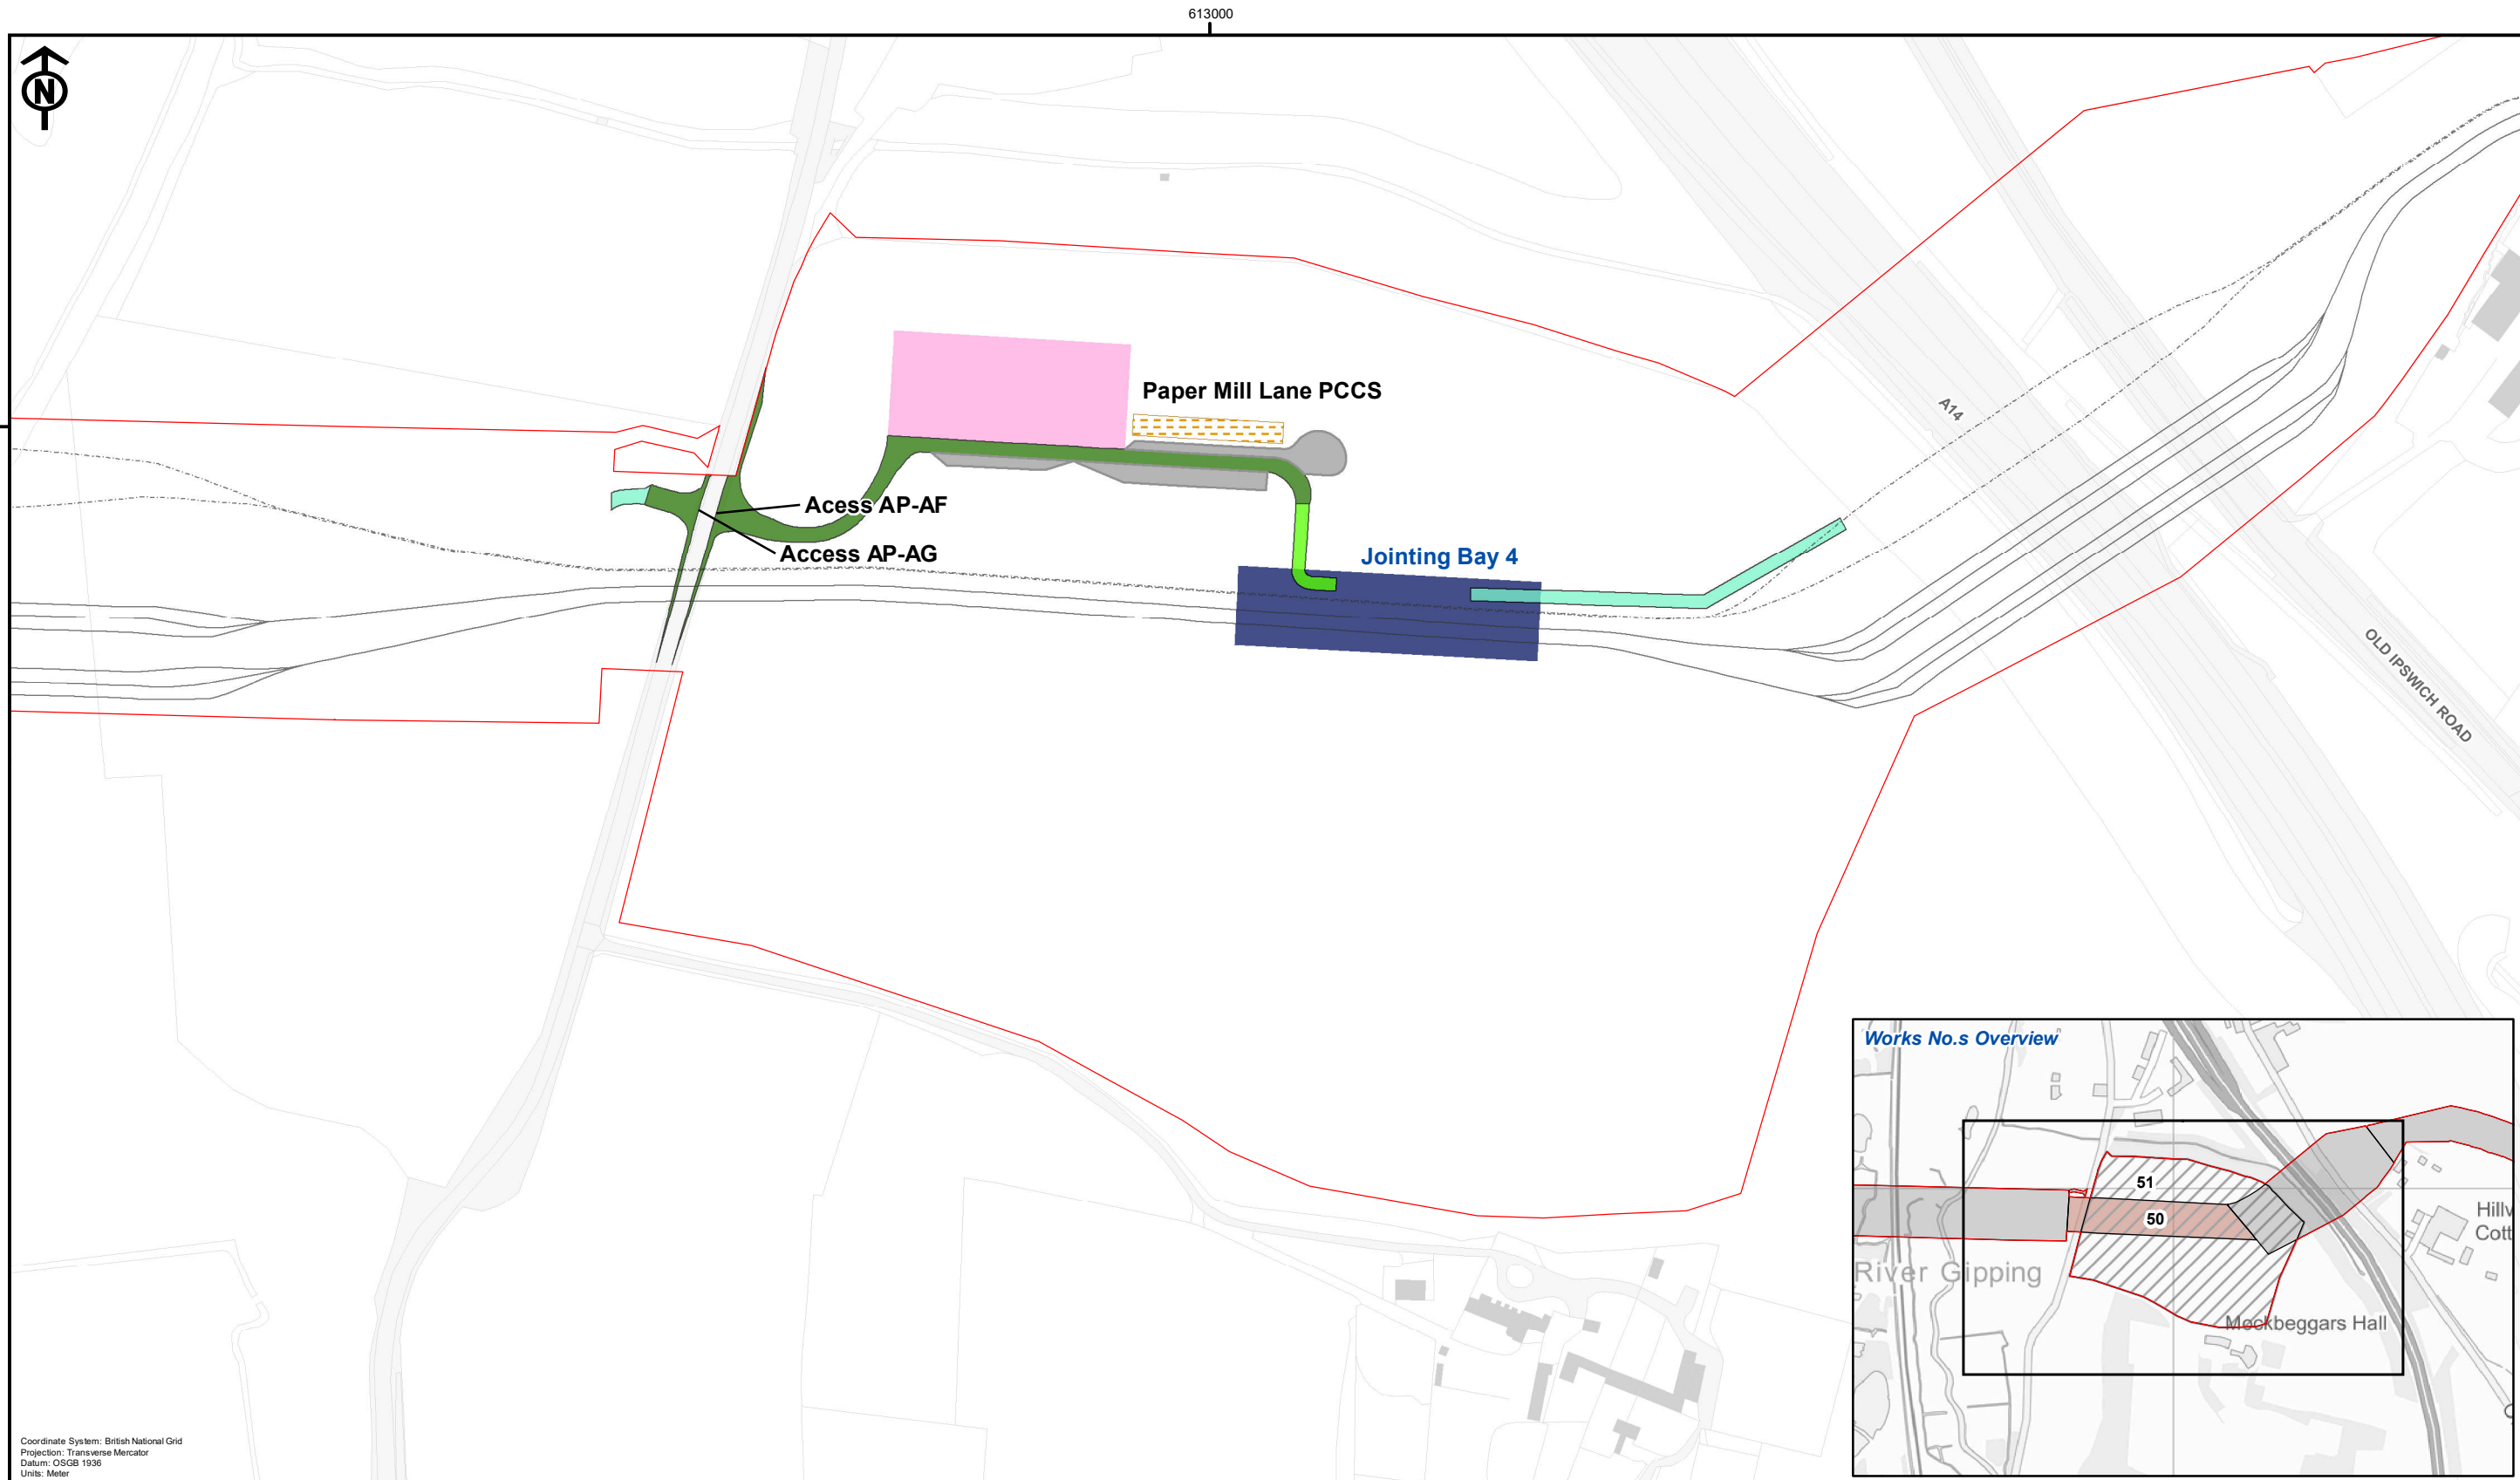 613000
N
Paper Mill Lane PCCS
A14
Acess AP-AF
Access AP-AG
Jointing Bay 4
OLD IPSWICH ROAD
Works No.s Overview
51
50
River Gipping
Mockbeggars Hall
Coordinate System: British National Grid
Projection: Transverse Mercator
Datum: OSGB 1936
Units: Meter